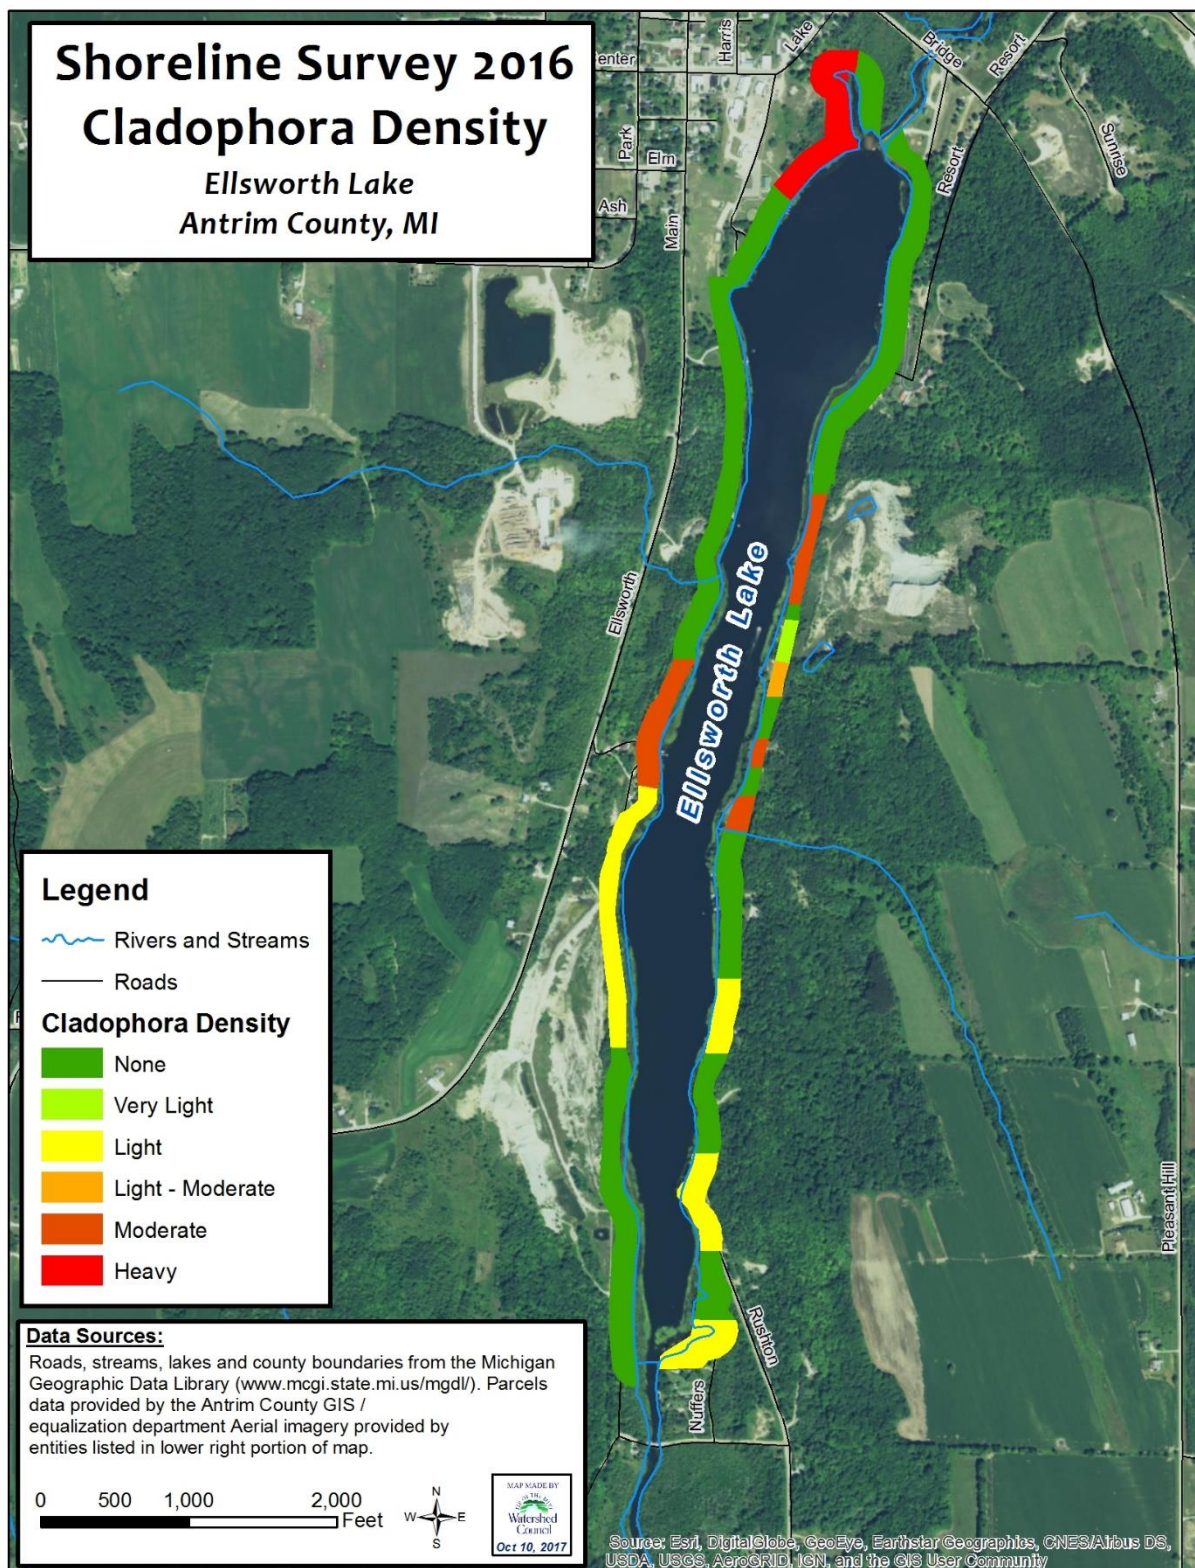 Shoreline Survey 2016
Cladophora Density
Ellsworth Lake
Antrim County, MI
enter
Harris
Lake
Bridge
Resort
Park
Elm
Sunrise
Resort
Ash
Main
Ellsworth
Ellsworth Lake
Legend
Rivers and Streams
Roads
Cladophora Density
None
Very Light
Light
Light - Moderate
Moderate
Heavy
Pleasant Hill
Rushton
Nuffers
Data Sources:
Roads, streams, lakes and county boundaries from the Michigan
Geographic Data Library (www.mcgi.state.mi.us/mgdl/). Parcels
data provided by the Antrim County GIS /
equalization department Aerial imagery provided by
entities listed in lower right portion of map.
0 500 1,000 2,000
Feet
N
W E
S
MAP MADE BY
Watershed
Council
Oct 10, 2017
Source: Esri, DigitalGlobe, GeoEye, Earthstar Geographics, CNES/Airbus DS,
USDA, USGS, AeroGRID, IGN, and the GIS User Community